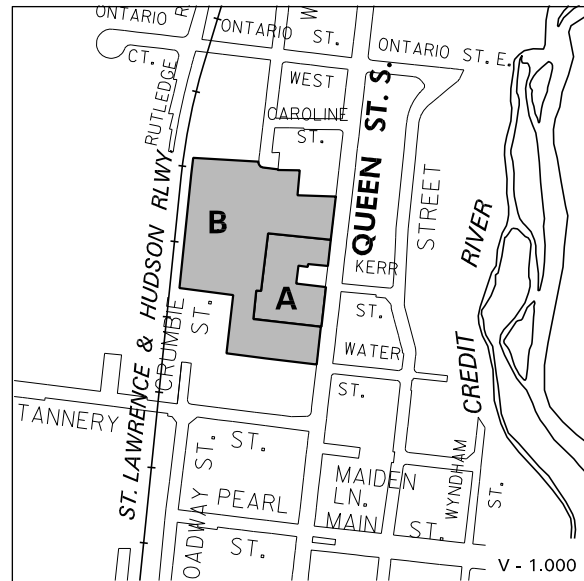 ONTARIO
ONTARIO
ST.
ONTARIO ST. E.
CT.
RUTLEDGE
WEST
CAROLINE
ST.
QUEEN ST. S.
STREET
RIVER
CREDIT
B
A
KERR
ST.
WATER
ST.
ST. LAWRENCE & HUDSON RLWY
CRUMBIE
ST.
TANNERY
ST.
ST.
PEARL
ST.
OADWAY
MAIDEN
LN.
MAIN
ST.
WYNDHAM
ST.
V - 1.000